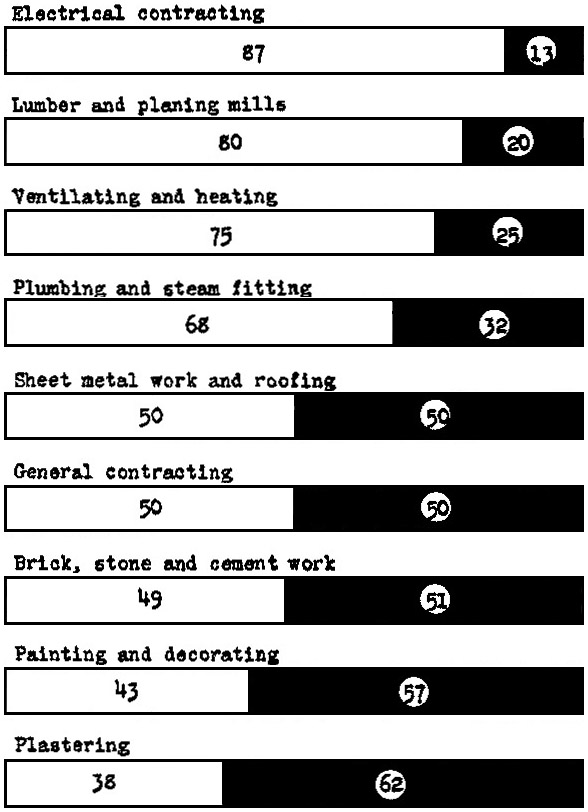 Electrical contracting
87 13
Lumber and planing mills
80 20
Ventilating and heating
75 25
Plumbing and steam fitting
68 32
Sheet metal work and roofing
50 50
General contracting
50 50
Brick, stone and cement work
49 51
Painting and decorating
43 57
Plastering
38 62